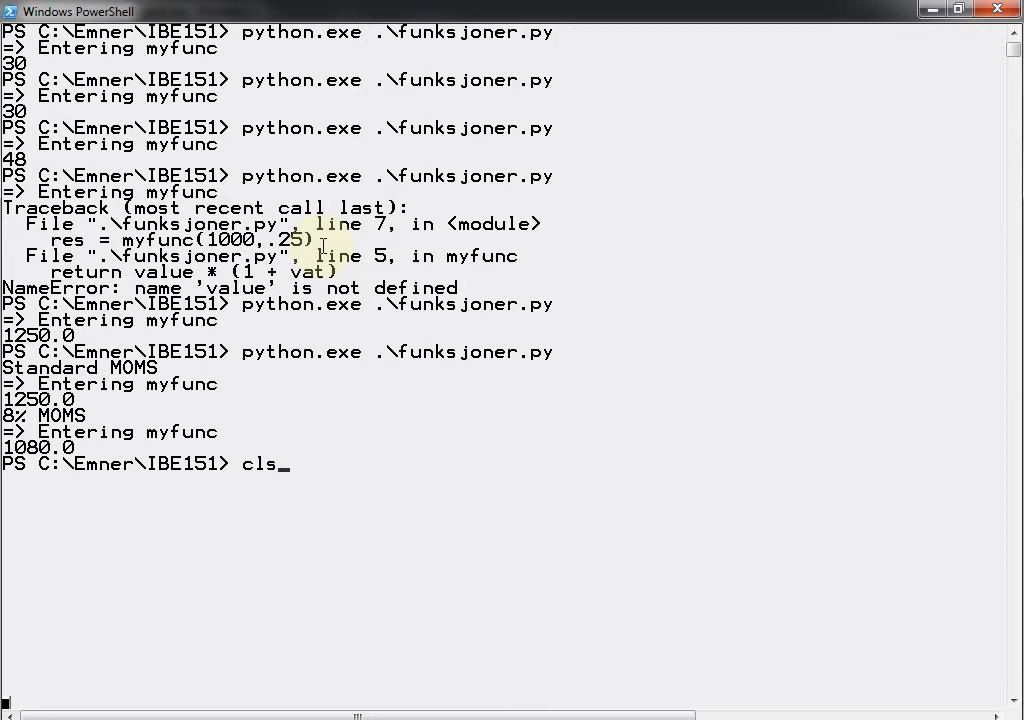 Windows PowerShell
PS C:\Emner\IBE151> python.exe .\funksjoner.py
=> Entering myfunc
30
PS C:\Emner\IBE151> python.exe .\funksjoner.py
=> Entering myfunc
30
PS C:\Emner\IBE151> python.exe .\funksjoner.py
=> Entering myfunc
48
PS C:\Emner\IBE151> python.exe .\funksjoner.py
=> Entering myfunc
Traceback (most recent call last):
  File ".\funksjoner.py", line 7, in <module>
    res = myfunc(1000,.25)
  File ".\funksjoner.py", line 5, in myfunc
    return value * (1 + vat)
NameError: name 'value' is not defined
PS C:\Emner\IBE151> python.exe .\funksjoner.py
=> Entering myfunc
1250.0
PS C:\Emner\IBE151> python.exe .\funksjoner.py
Standard MOMS
=> Entering myfunc
1250.0
8% MOMS
=> Entering myfunc
1080.0
PS C:\Emner\IBE151> cls_